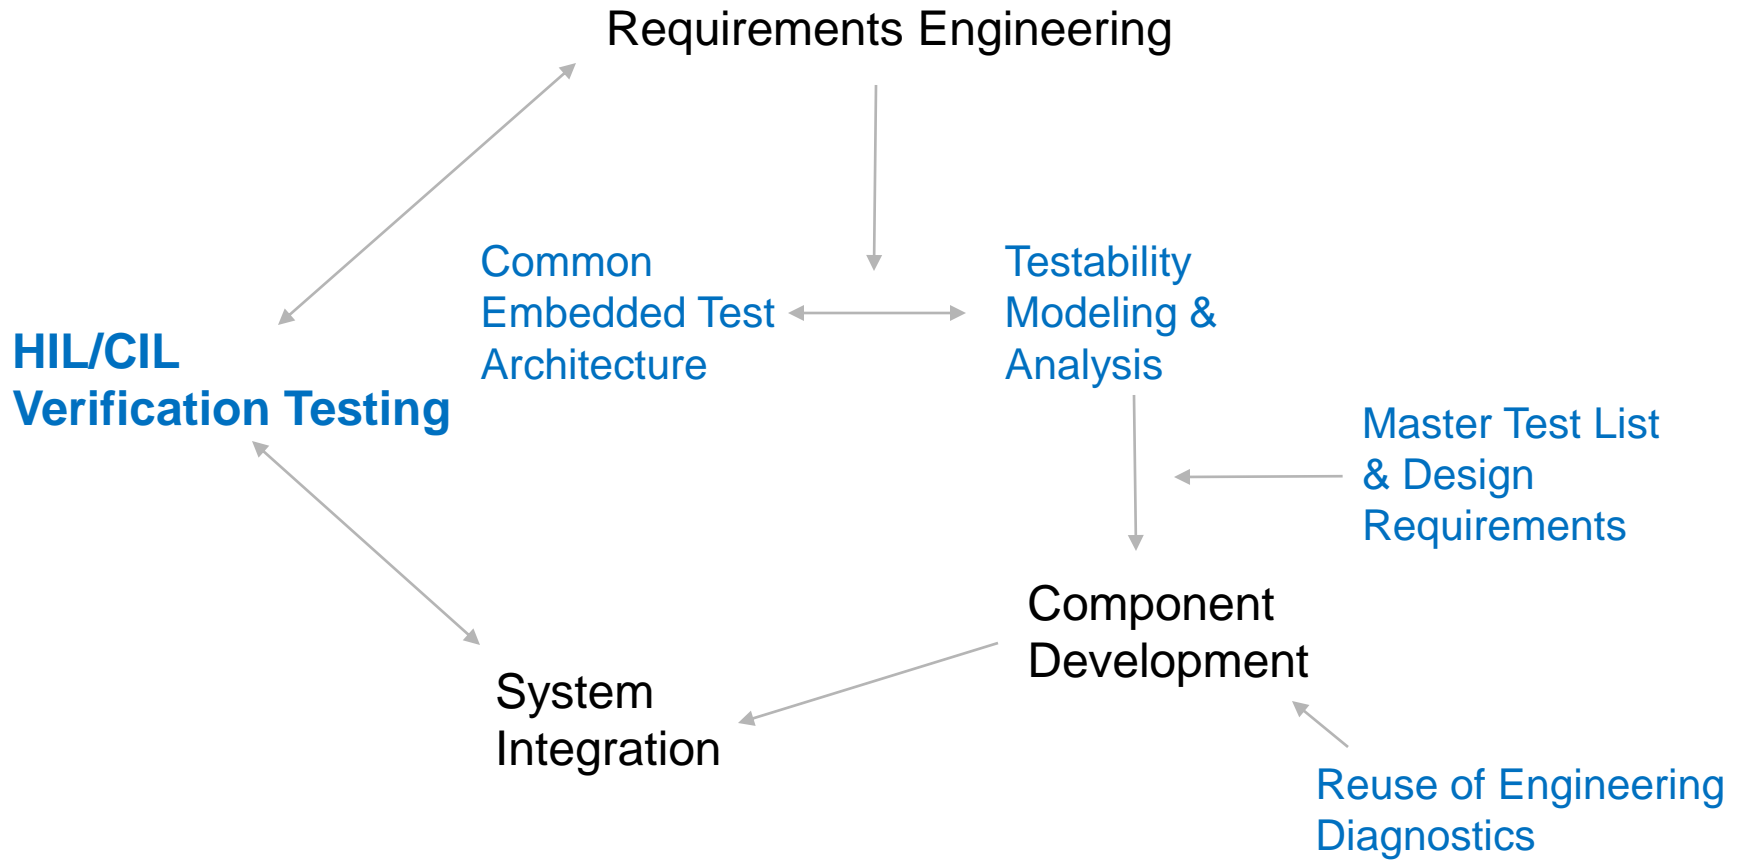 Requirements Engineering
Common
Embedded Test
Architecture
Testability
Modeling &
Analysis
HIL/CIL
Verification Testing
Master Test List
& Design
Requirements
Component
Development
System
Integration
Reuse of Engineering
Diagnostics